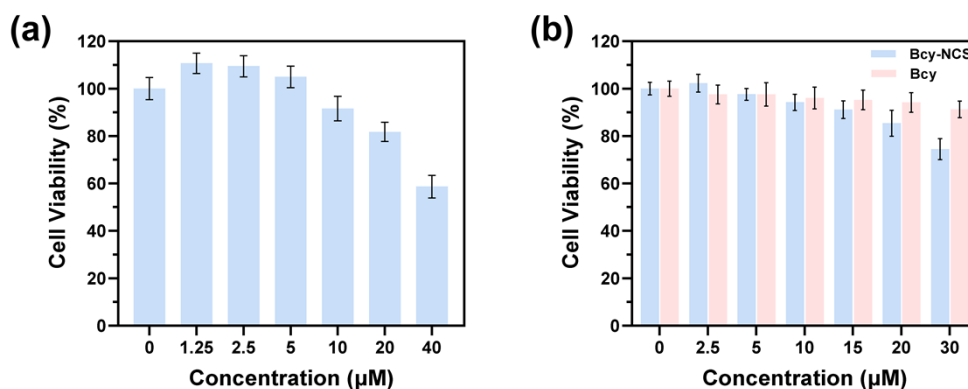 (a)
120
100
80
60
40
20
0
Cell Viability (%)
0 1.25 2.5 5 10 20 40
Concentration (µM)
(b)
Bcy-NCS
Bcy
120
100
80
60
40
20
0
Cell Viability (%)
0 2.5 5 10 15 20 30
Concentration (µM)